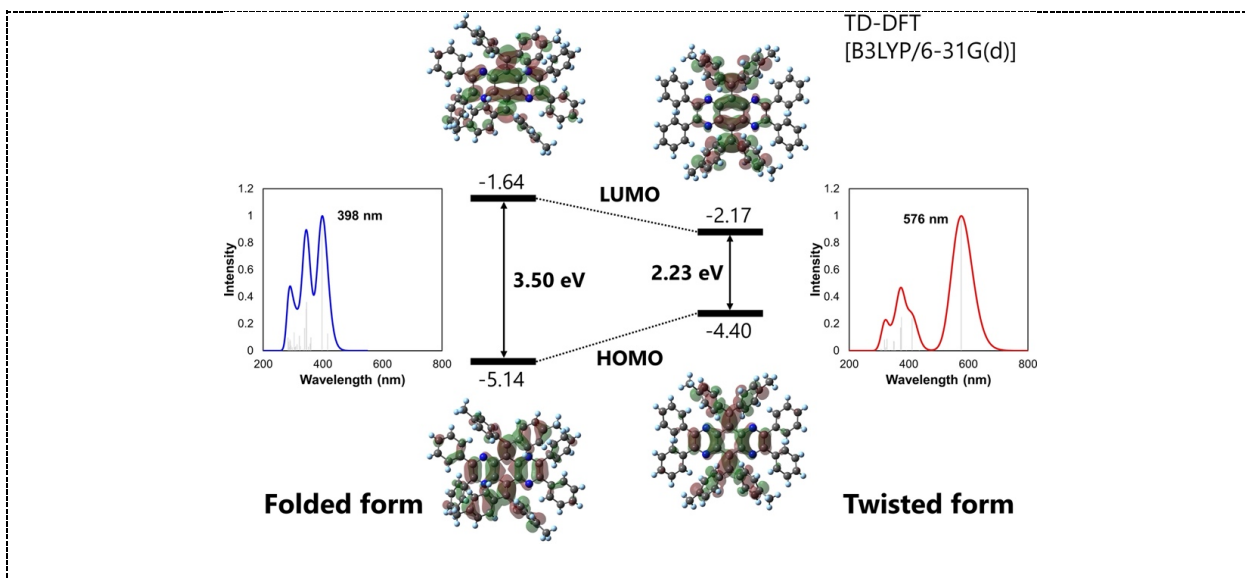 TD-DFT
[B3LYP/6-31G(d)]
-1.64
LUMO
-2.17
3.50 eV
2.23 eV
-4.40
HOMO
-5.14
1.2
1
0.8
0.6
0.4
0.2
0
Intensity
398 nm
200
400
600
800
Wavelength (nm)
1.2
1
0.8
0.6
0.4
0.2
0
Intensity
576 nm
200
400
600
800
Wavelength (nm)
Folded form
Twisted form